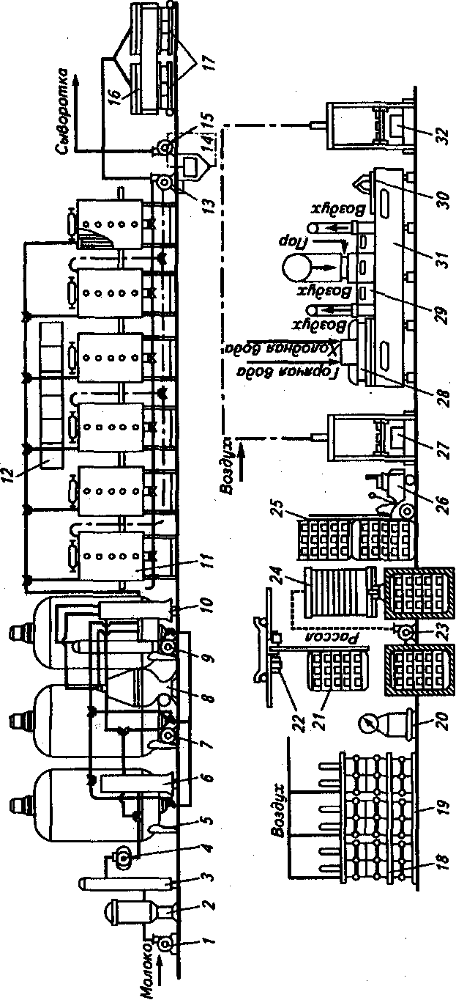 Молоко
1
2
3
4
5
6
7
8
9
10
11
12
13
14
15
16
17
Сыворотка
Воздух
18
19
20
21
22
Рассол
23
24
25
26
Воздух
27
28
Горячая вода
Холодная вода
Воздух
Воздух
29
Пар
Воздух
30
31
32